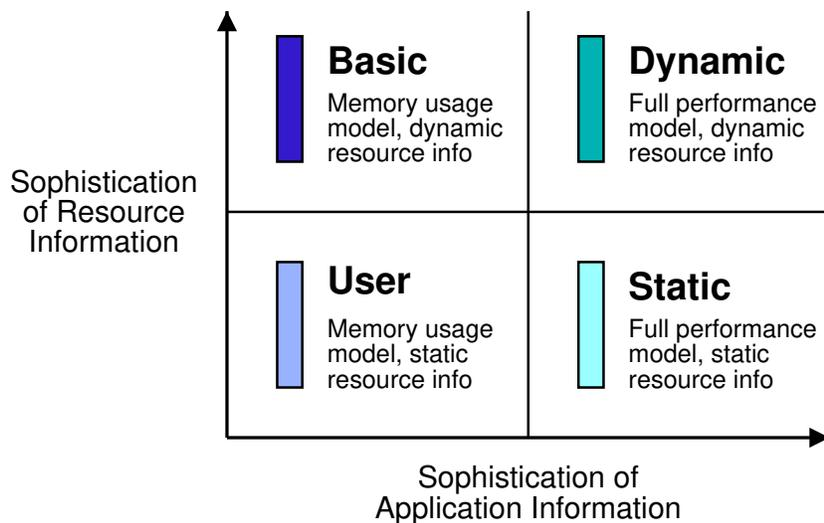 Basic
Memory usage
model, dynamic
resource info
Dynamic
Full performance
model, dynamic
resource info
Sophistication
of Resource
Information
User
Memory usage
model, static
resource info
Static
Full performance
model, static
resource info
Sophistication of
Application Information